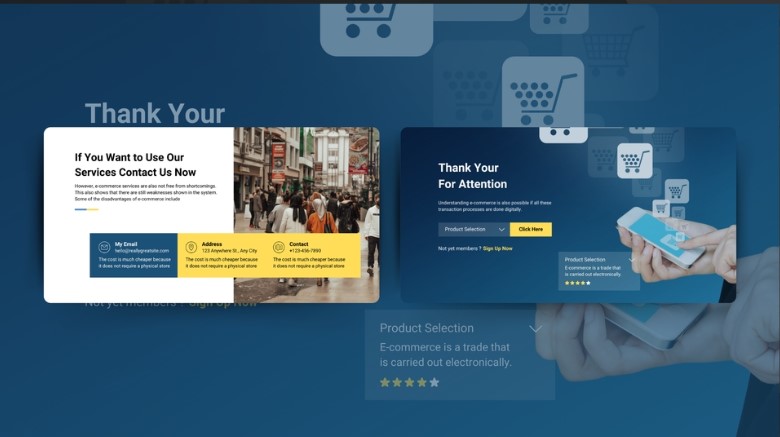 Thank Your
If You Want to Use Our
Services Contact Us Now
However, e-commerce services are also not free from shortcomings.
This also shows that there are still weaknesses shown in the system.
Some of the disadvantages of e-commerce include
My Email
hello@reallygreatsite.com
The cost is much cheaper because
it does not require a physical store
Address
123 Anywhere St., Any City
The cost is much cheaper because
it does not require a physical store
Contact
+123-456-7890
The cost is much cheaper because
it does not require a physical store
Thank Your
For Attention
Understanding e-commerce is also possible if all these
transaction processes are done digitally.
Product Selection
Click Here
Not yet members ? Sign Up Now
Product Selection
E-commerce is a trade that
is carried out electronically.
Not yet members ? Sign Up Now
Product Selection
E-commerce is a trade that
is carried out electronically.